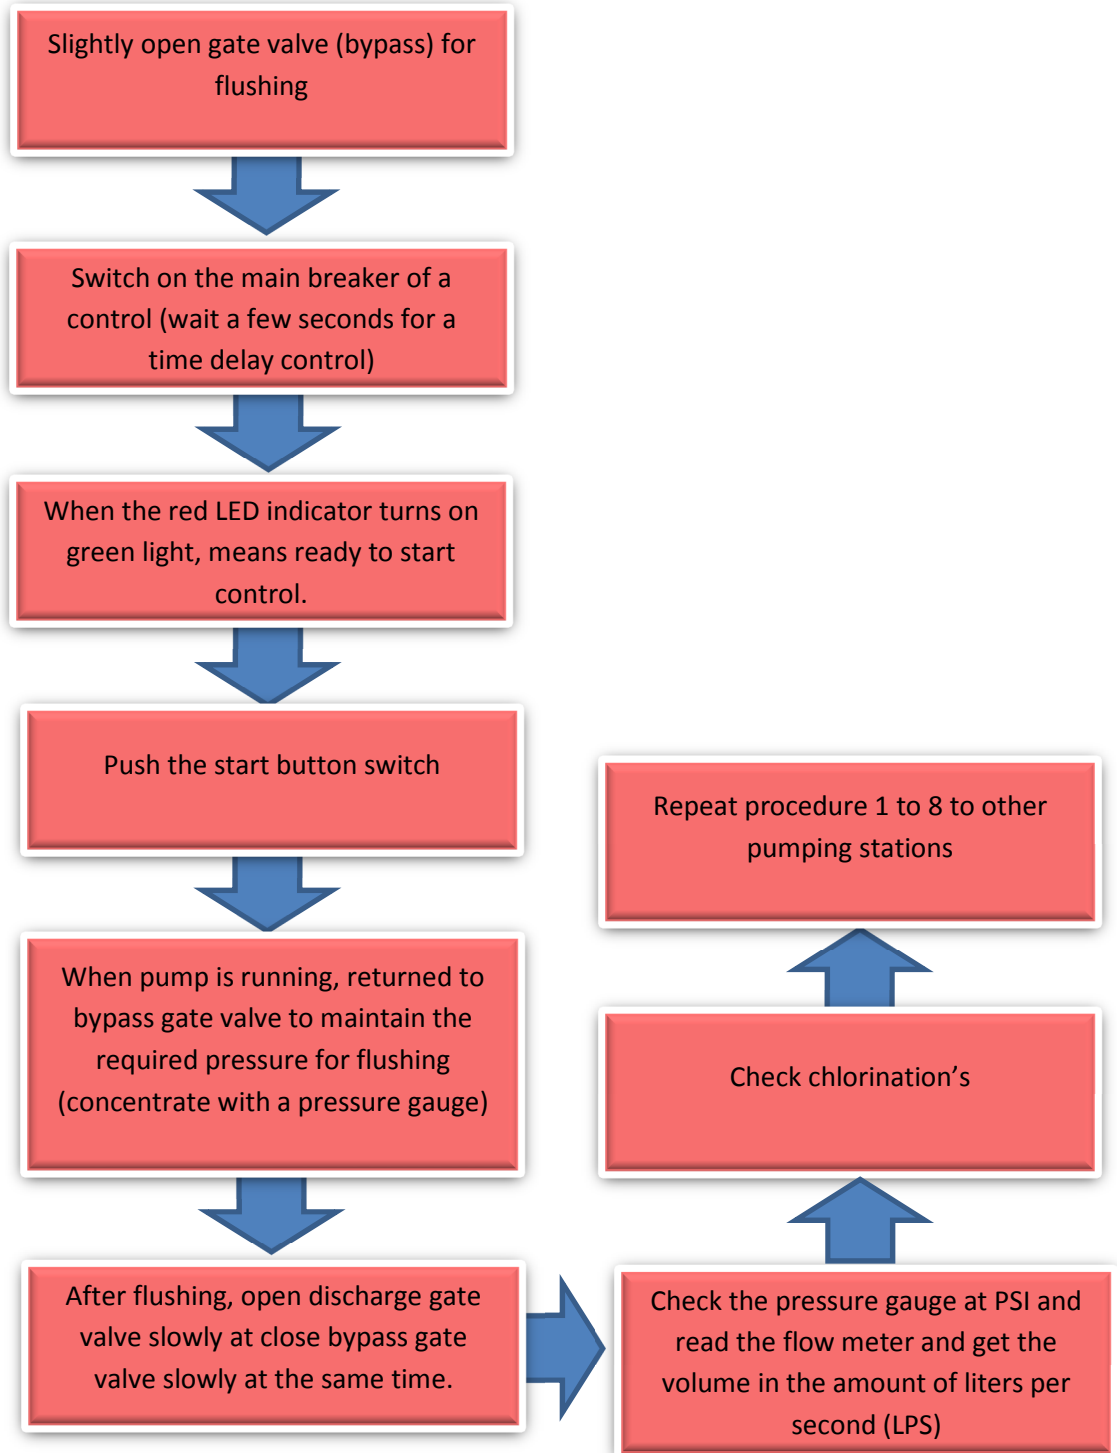 Slightly open gate valve (bypass) for
flushing
Switch on the main breaker of a
control (wait a few seconds for a
time delay control)
When the red LED indicator turns on
green light, means ready to start
control.
Push the start button switch
When pump is running, returned to
bypass gate valve to maintain the
required pressure for flushing
(concentrate with a pressure gauge)
After flushing, open discharge gate
valve slowly at close bypass gate
valve slowly at the same time.
Check the pressure gauge at PSI and
read the flow meter and get the
volume in the amount of liters per
second (LPS)
Check chlorination’s
Repeat procedure 1 to 8 to other
pumping stations